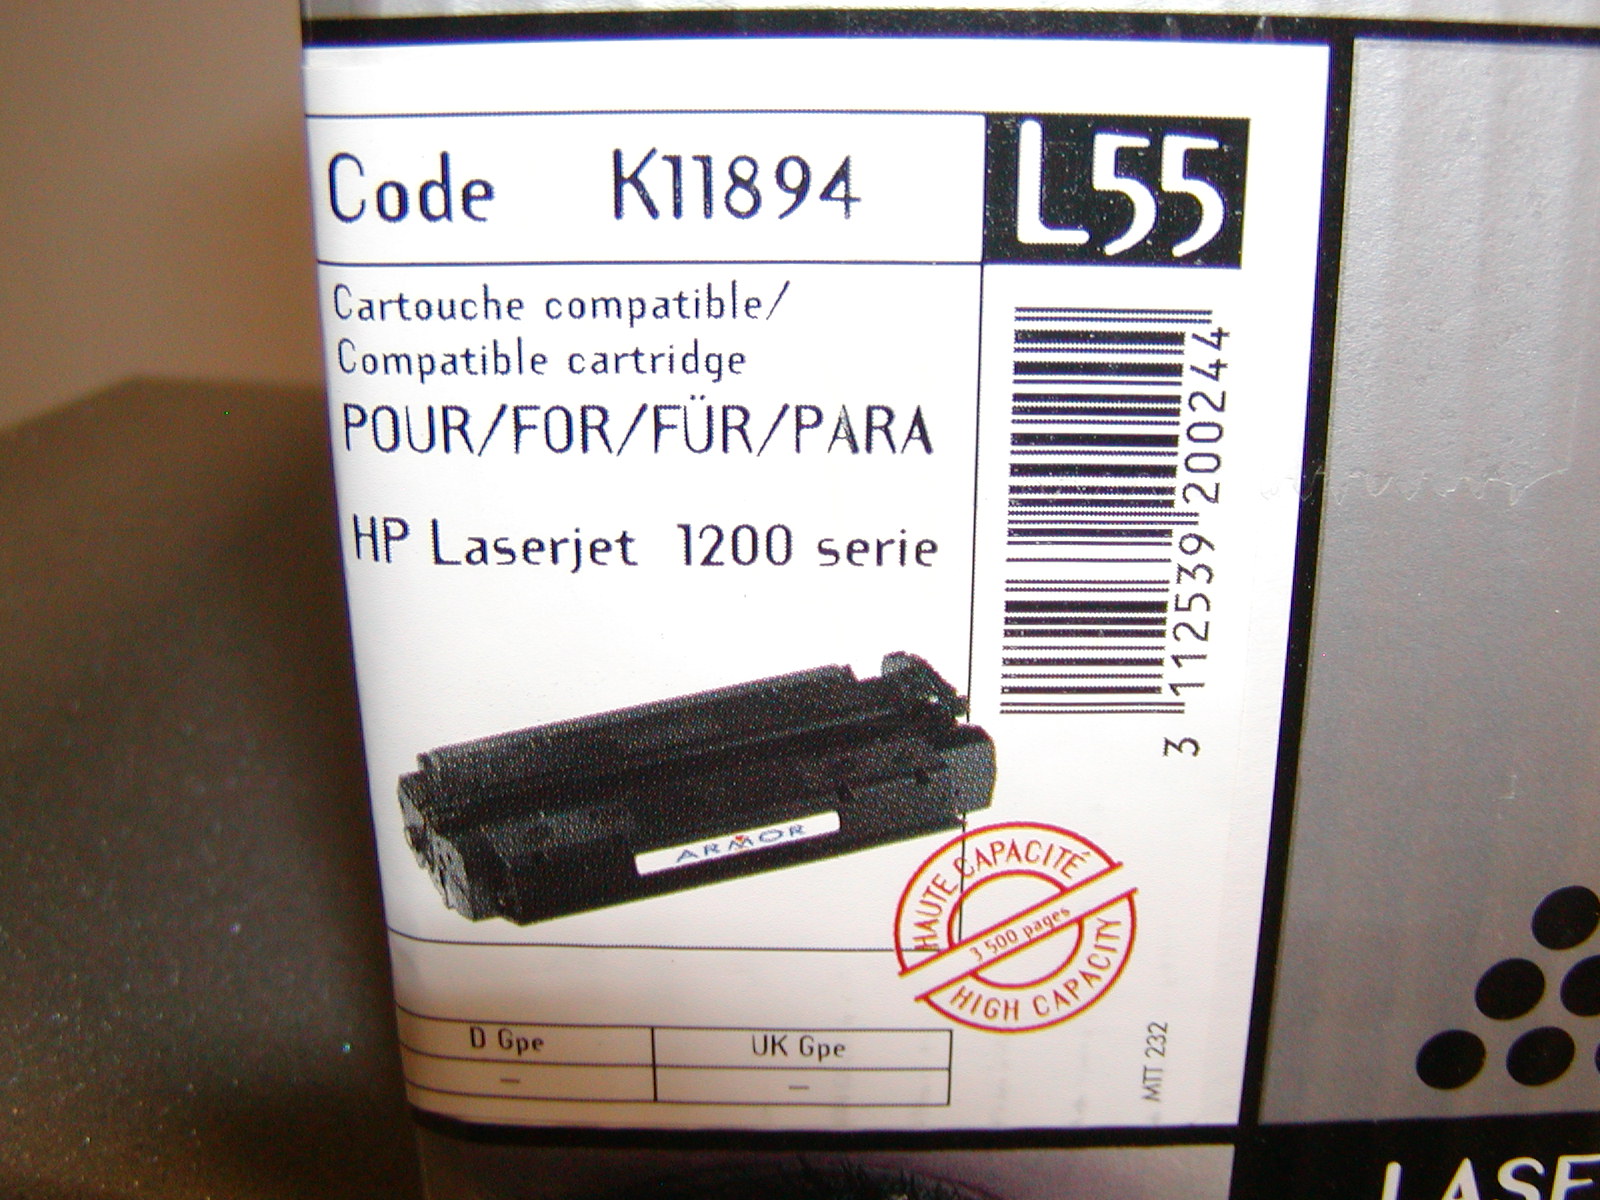 Code K11894
L55
Cartouche compatible/
Compatible cartridge
POUR/FOR/FÜR/PARA
HP Laserjet 1200 serie
3 112539 200244
ARMOR
HAUTE CAPACITÉ
3 500 pages
HIGH CAPACITY
D Gpe UK Gpe
– –
MTT 232
LASE